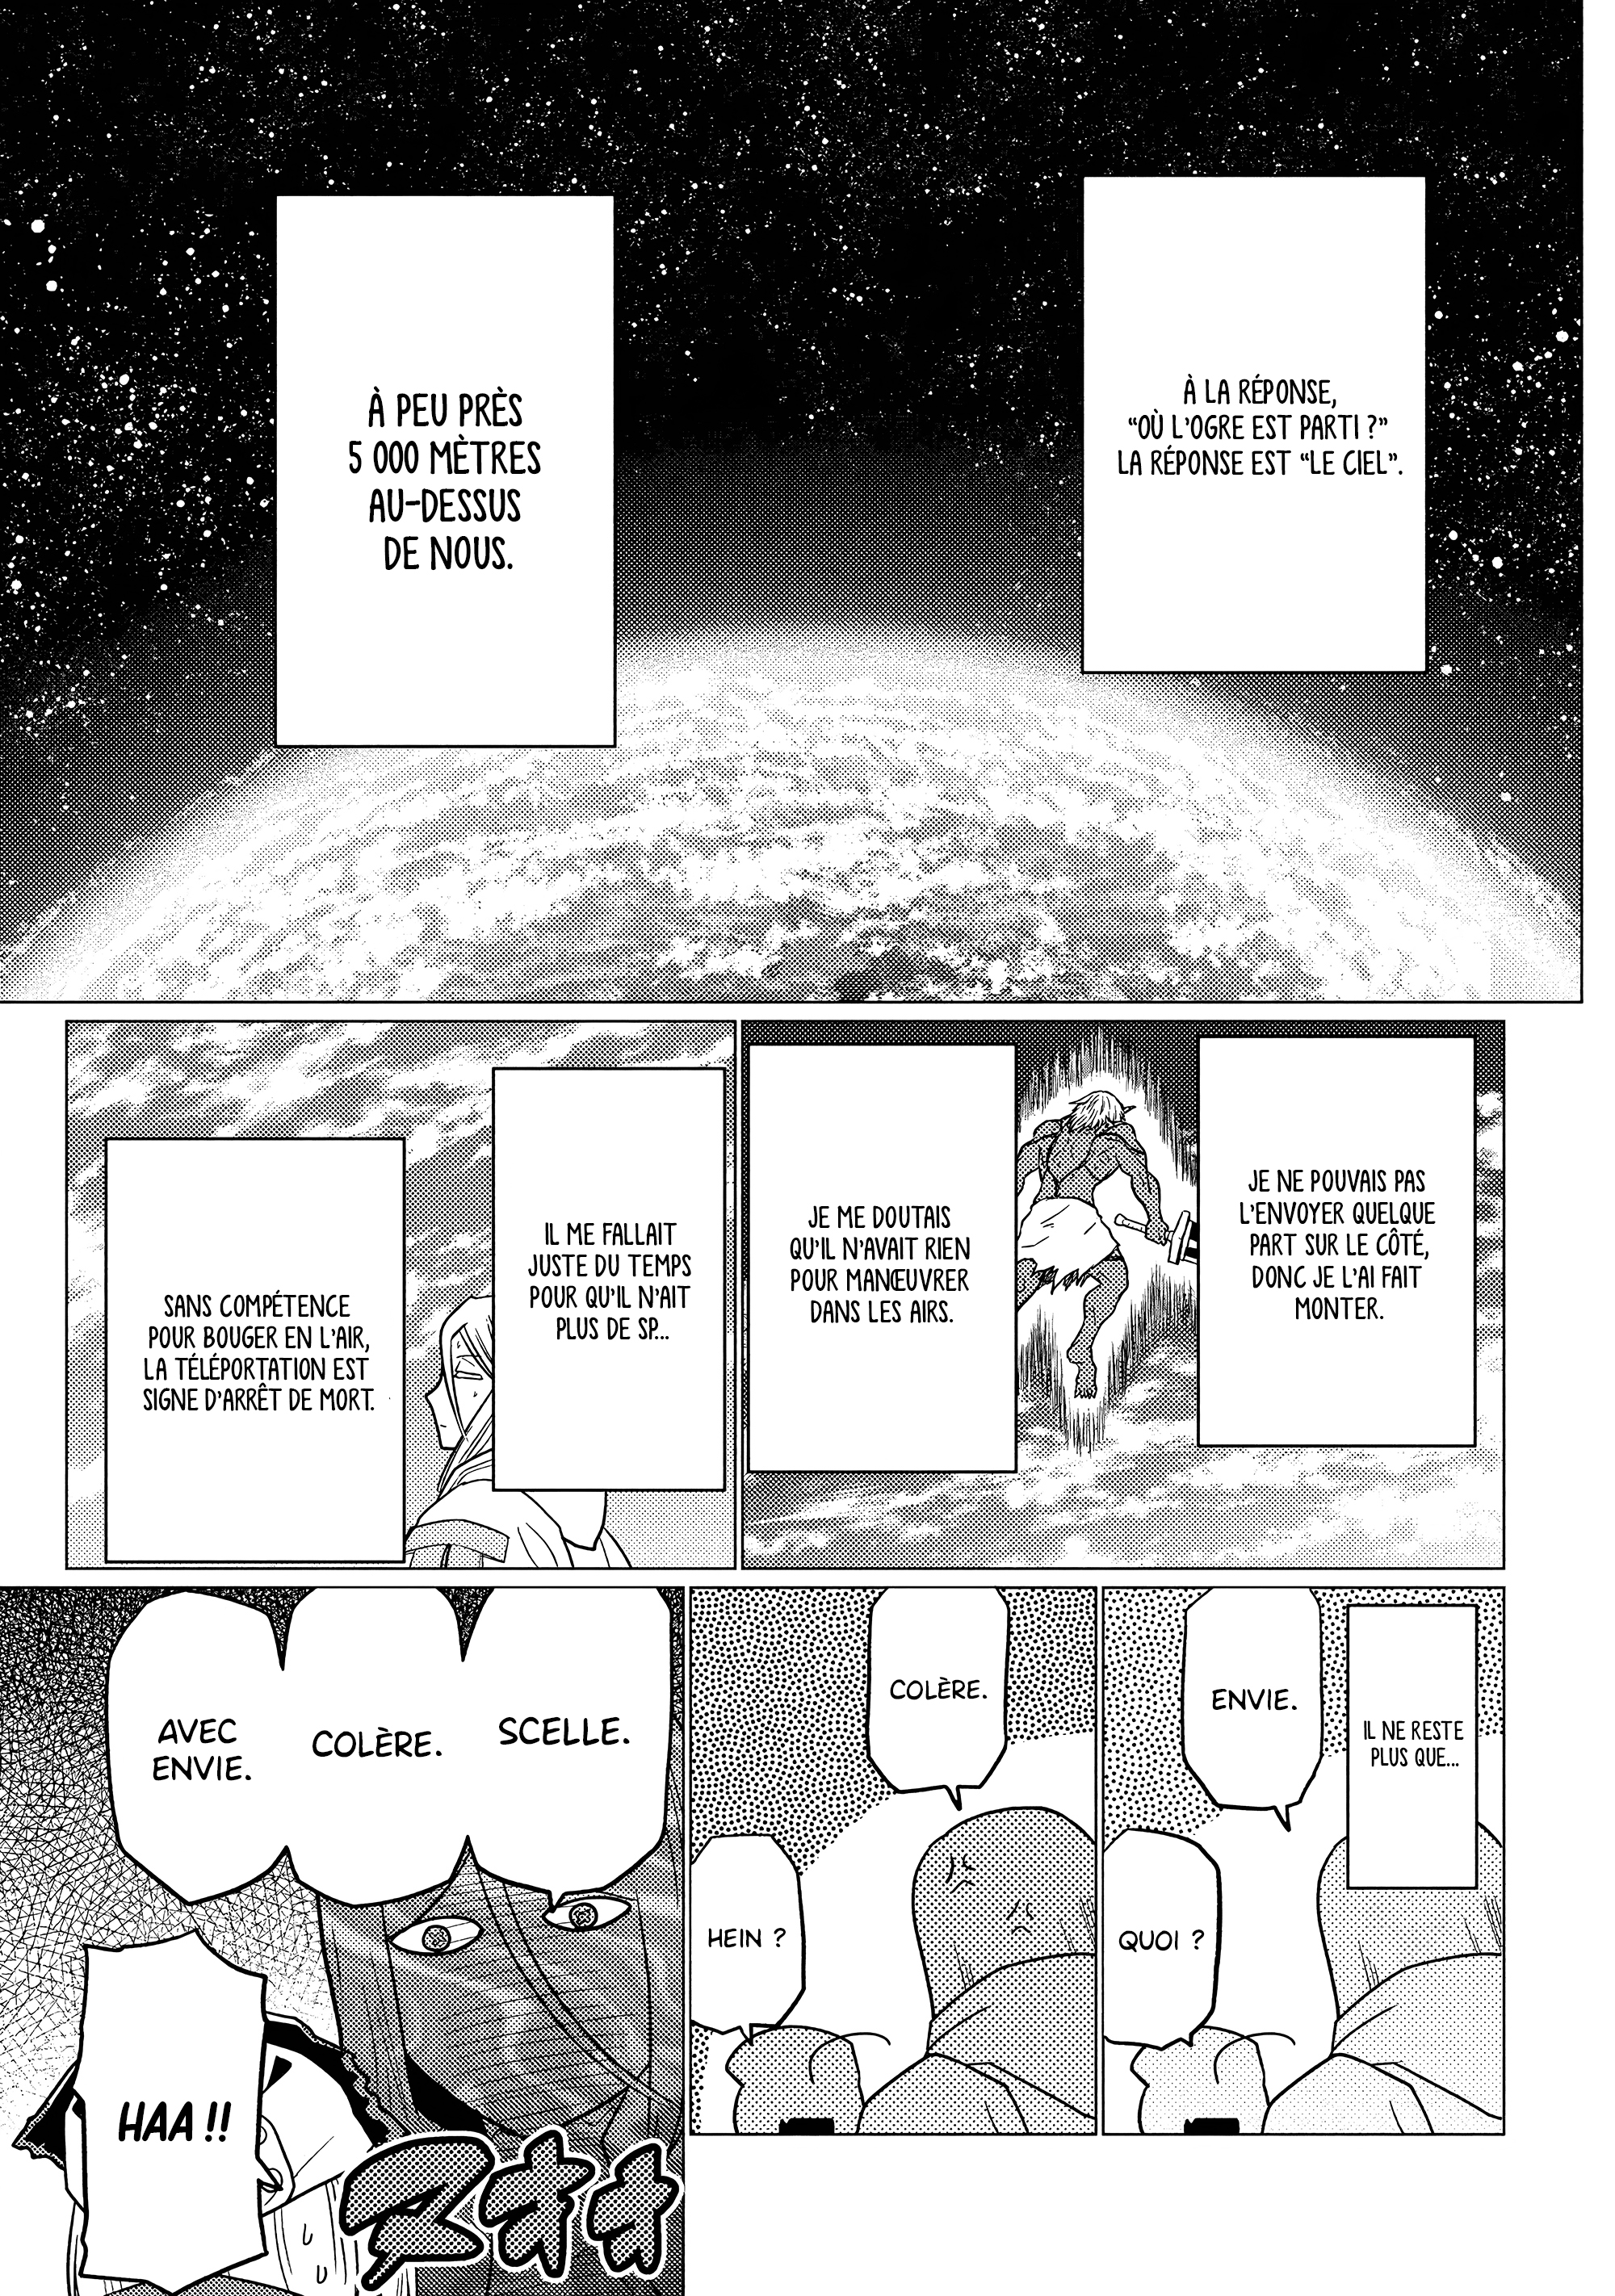 À LA RÉPONSE,
“OÙ L'OGRE EST PARTI ?”
LA RÉPONSE EST “LE CIEL”.
À PEU PRÈS
5 000 MÈTRES
AU-DESSUS
DE NOUS.
JE NE POUVAIS PAS
L'ENVOYER QUELQUE
PART SUR LE CÔTÉ,
DONC JE L'AI FAIT
MONTER.
JE ME DOUTAIS
QU'IL N'AVAIT RIEN
POUR MANŒUVRER
DANS LES AIRS.
IL ME FALLAIT
JUSTE DU TEMPS
POUR QU'IL N'AIT
PLUS DE SP...
SANS COMPÉTENCE
POUR BOUGER EN L'AIR,
LA TÉLÉPORTATION EST
SIGNE D'ARRÊT DE MORT.
IL NE RESTE
PLUS QUE...
ENVIE.
QUOI ?
COLÈRE.
HEIN ?
SCELLE.
COLÈRE.
AVEC
ENVIE.
HAA !!
ヌオオ